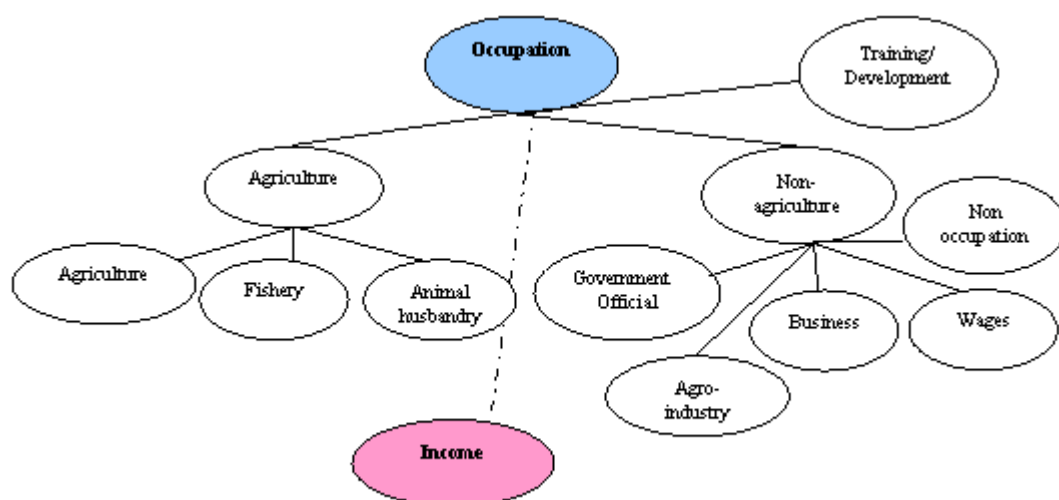 Occupation
Training/
Development
Agriculture
Non-
agriculture
Non
occupation
Agriculture
Fishery
Animal
husbandry
Government
Official
Business
Wages
Agro-
industry
Income